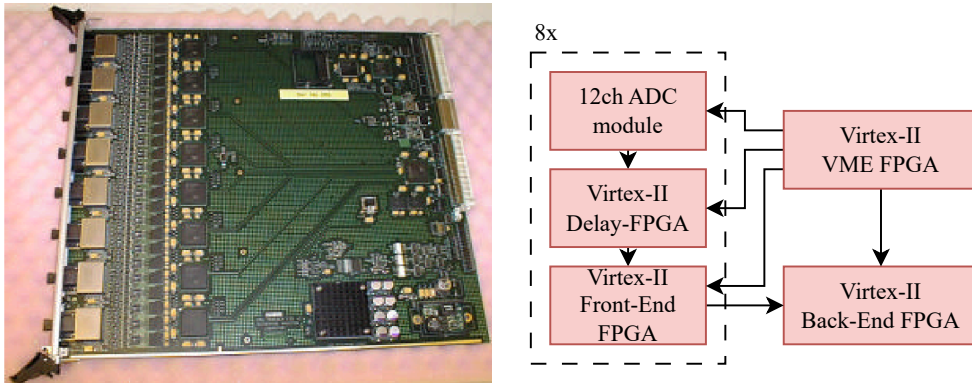 8x
12ch ADC
module
Virtex-II
Delay-FPGA
Virtex-II
Front-End
FPGA
Virtex-II
VME FPGA
Virtex-II
Back-End FPGA